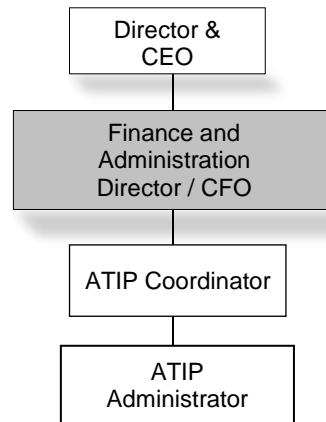 Director &
CEO
Finance and
Administration
Director / CFO
ATIP Coordinator
ATIP
Administrator